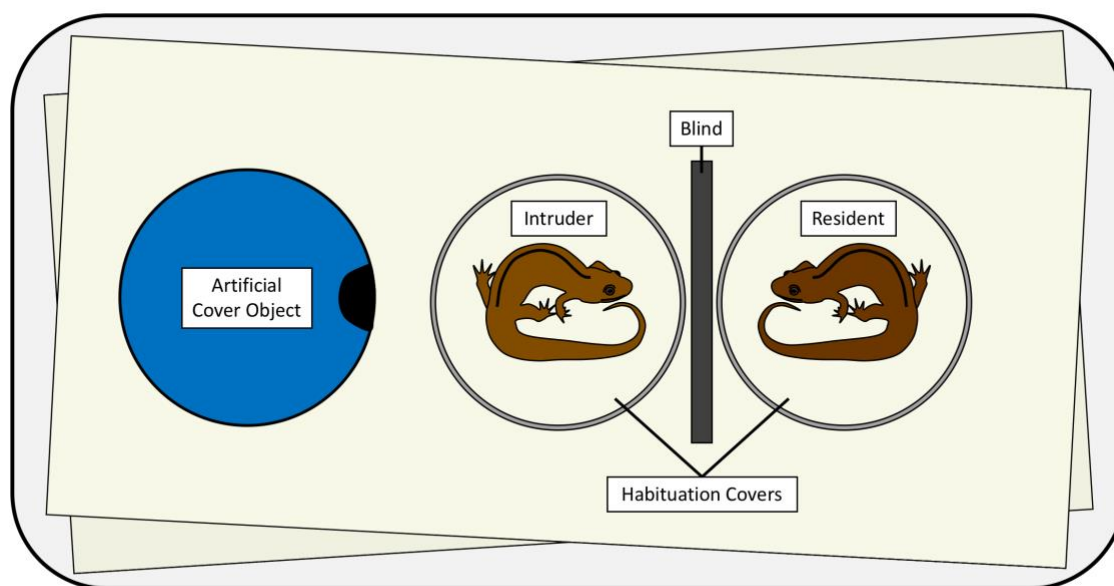 Blind
Intruder
Resident
Artificial
Cover Object
Habituation Covers